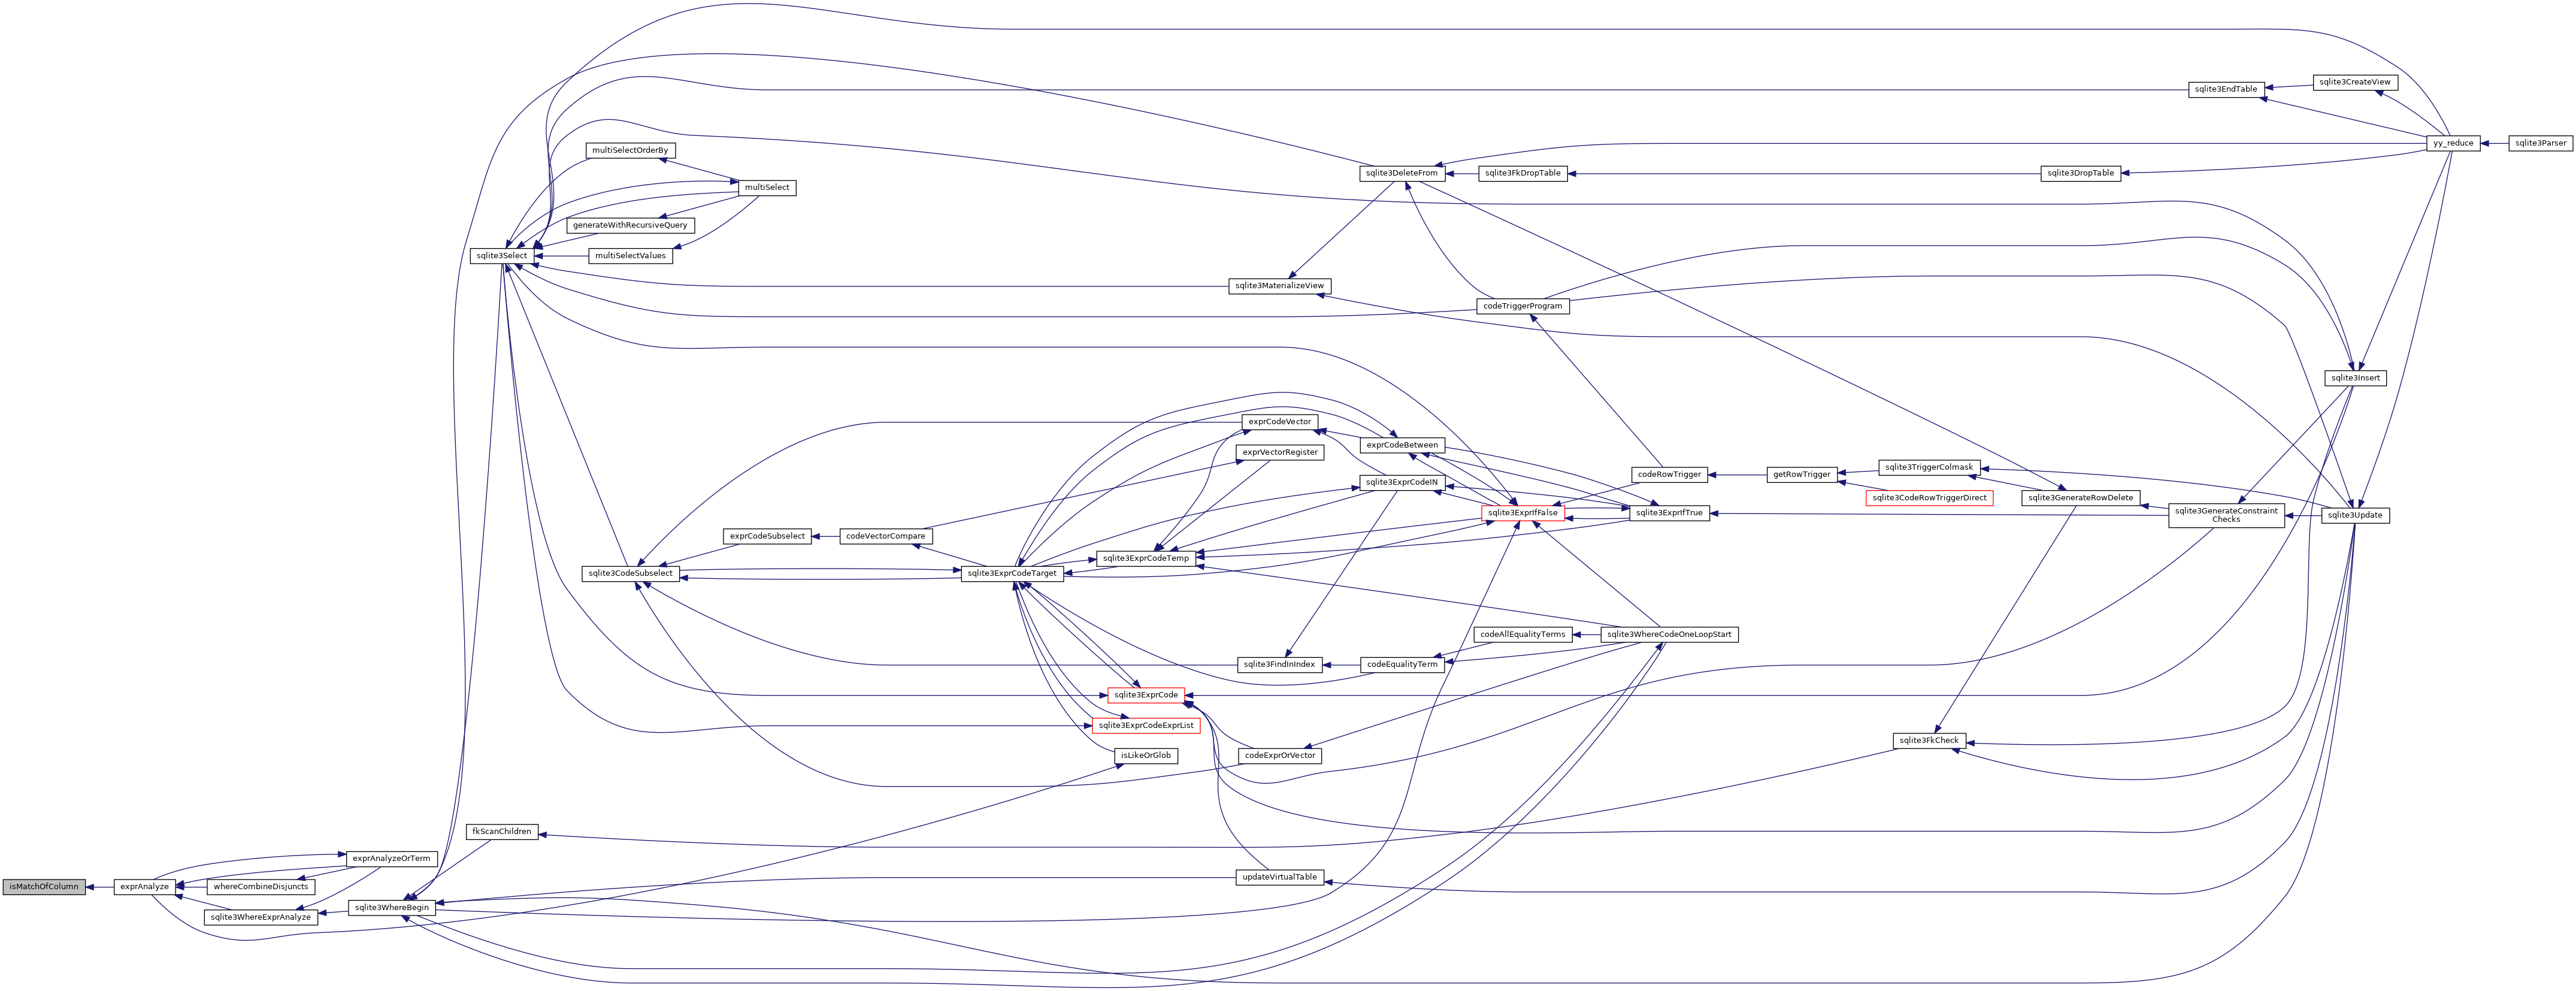 sqlite3CreateView
sqlite3EndTable
yy_reduce
sqlite3Parser
multiSelectOrderBy
sqlite3DeleteFrom
sqlite3FkDropTable
sqlite3DropTable
multiSelect
generateWithRecursiveQuery
sqlite3Select
multiSelectValues
sqlite3MaterializeView
codeTriggerProgram
sqlite3Insert
exprCodeVector
exprCodeBetween
exprVectorRegister
sqlite3ExprCodeIN
codeRowTrigger
getRowTrigger
sqlite3TriggerColmask
sqlite3CodeRowTriggerDirect
sqlite3GenerateRowDelete
sqlite3ExprIfFalse
sqlite3ExprIfTrue
sqlite3GenerateConstraint
Checks
sqlite3Update
exprCodeSubselect
codeVectorCompare
sqlite3ExprCodeTemp
sqlite3CodeSubselect
sqlite3ExprCodeTarget
codeAllEqualityTerms
sqlite3WhereCodeOneLoopStart
sqlite3FindInIndex
codeEqualityTerm
sqlite3ExprCode
sqlite3ExprCodeExprList
sqlite3FkCheck
isLikeOrGlob
codeExprOrVector
fkScanChildren
exprAnalyzeOrTerm
isMatchOfColumn
exprAnalyze
whereCombineDisjuncts
updateVirtualTable
sqlite3WhereExprAnalyze
sqlite3WhereBegin